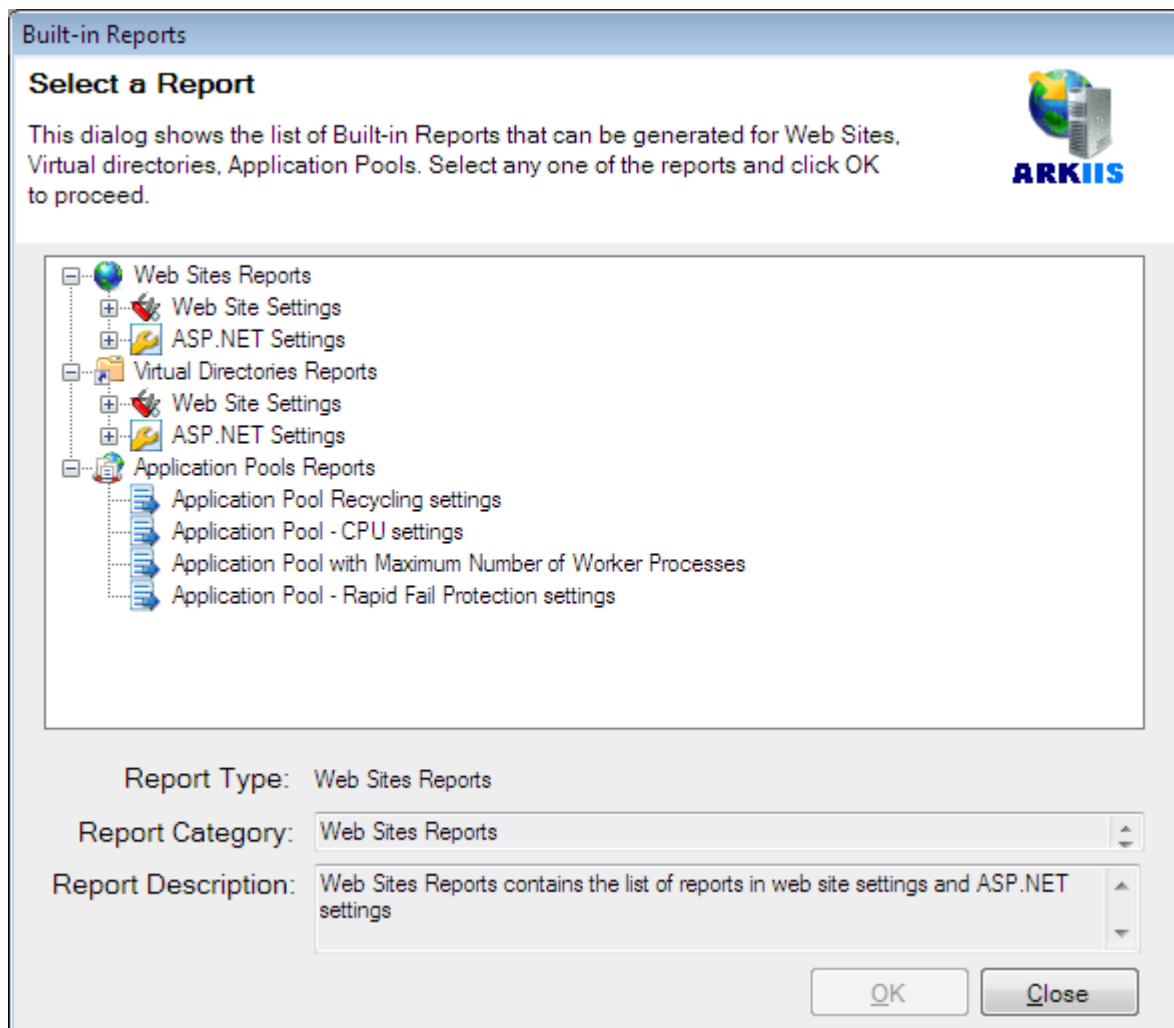 Built-in Reports
Select a Report
This dialog shows the list of Built-in Reports that can be generated for Web Sites,
Virtual directories, Application Pools. Select any one of the reports and click OK
to proceed.
ARKIIS
Web Sites Reports
Web Site Settings
ASP.NET Settings
Virtual Directories Reports
Web Site Settings
ASP.NET Settings
Application Pools Reports
Application Pool Recycling settings
Application Pool - CPU settings
Application Pool with Maximum Number of Worker Processes
Application Pool - Rapid Fail Protection settings
Report Type: Web Sites Reports
Report Category: Web Sites Reports
Report Description: Web Sites Reports contains the list of reports in web site settings and ASP.NET
settings
OK Close